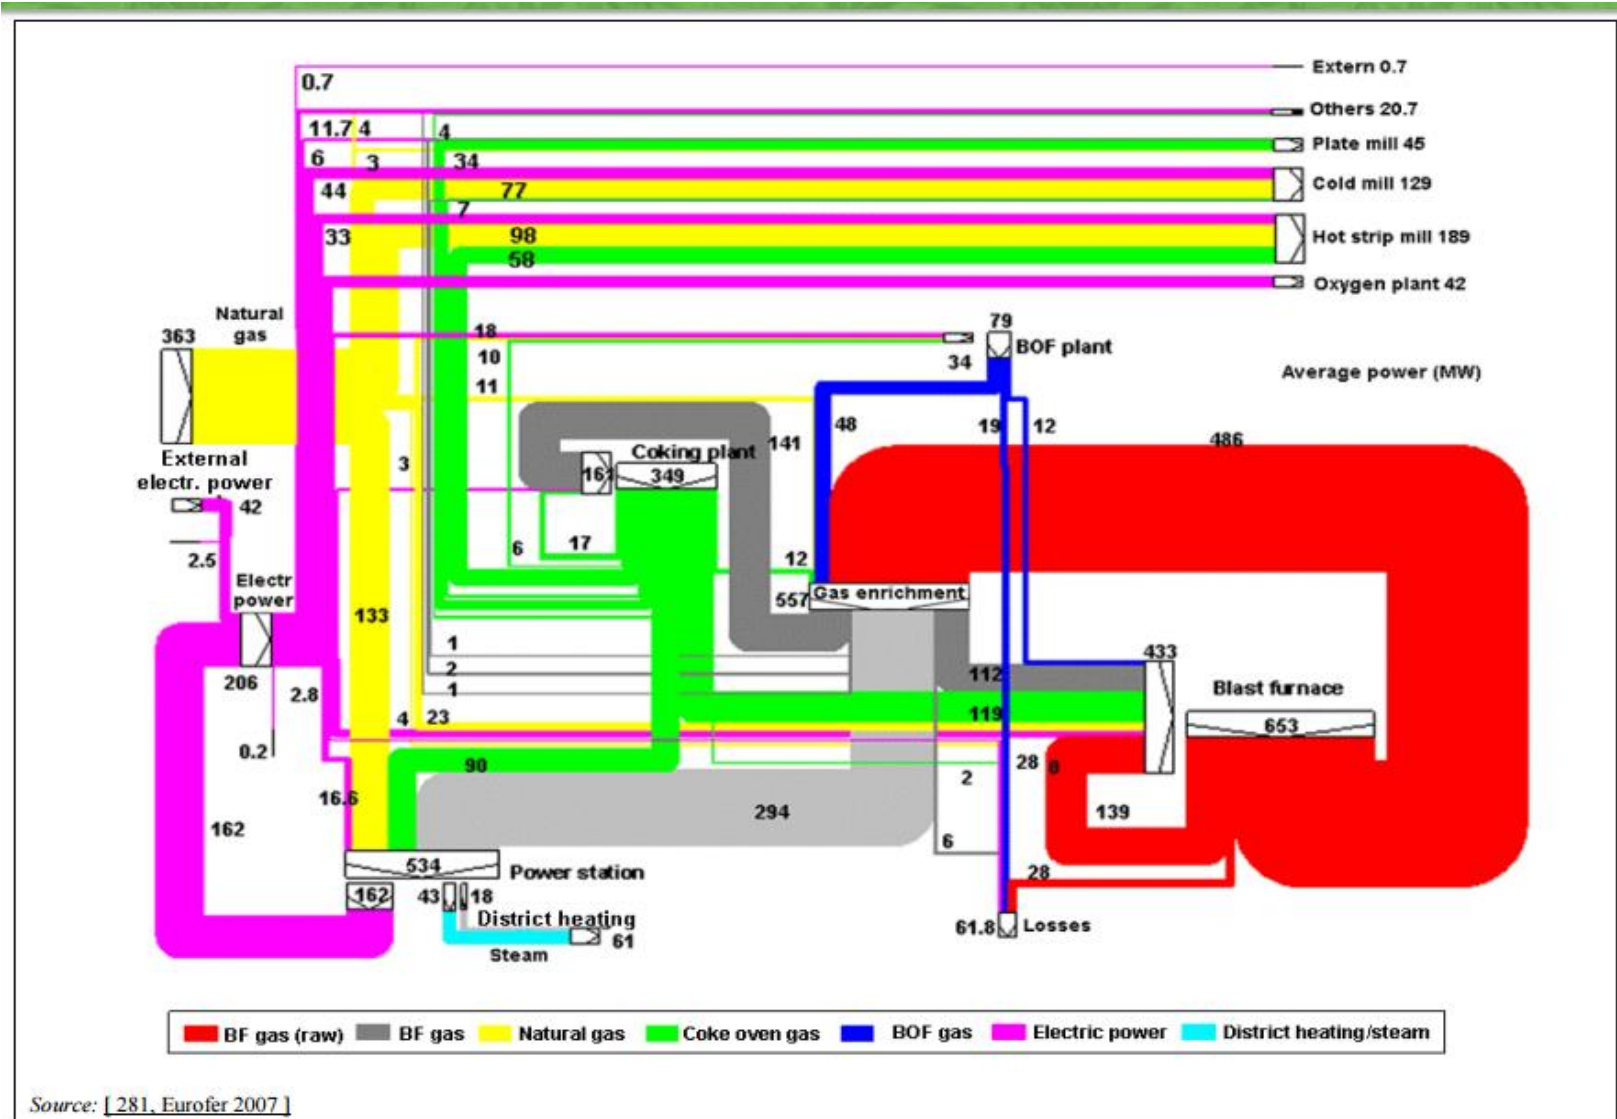 0.7
Extern 0.7
Others 20.7
11.7 4
4
Plate mill 45
6
3
34
Cold mill 129
44
77
7
33
98
Hot strip mill 189
58
Oxygen plant 42
Natural
gas
363
18
79
BOF plant
10
34
Average power (MW)
11
48
19
12
486
141
Coking plant
External
electr. power
3
161
349
42
6
17
12
2.5
Electr
power
557
Gas enrichment
133
1
433
2
112
206
2.8
1
Blast furnace
4
23
119
653
0.2
90
2
28
8
16.6
294
139
162
6
534
Power station
28
162
43
18
District heating
61
61.8
Losses
Steam
BF gas (raw)
BF gas
Natural gas
Coke oven gas
BOF gas
Electric power
District heating/steam
Source: [ 281, Eurofer 2007 ]